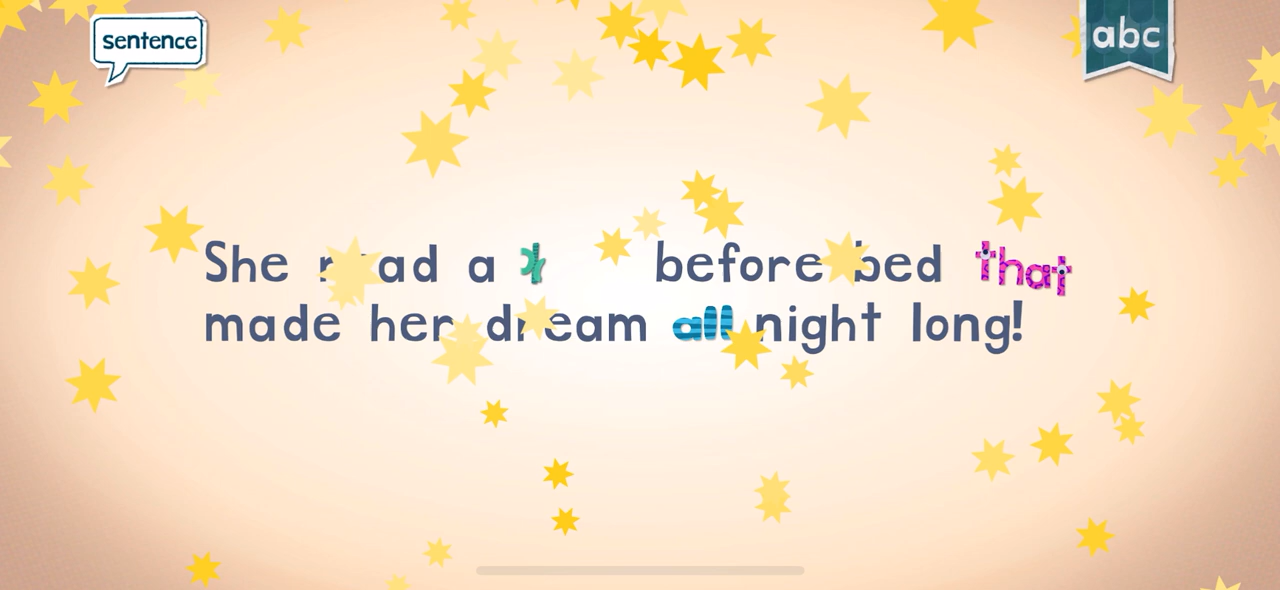 sentence
abc
She read a before bed that
made her dream all night long!